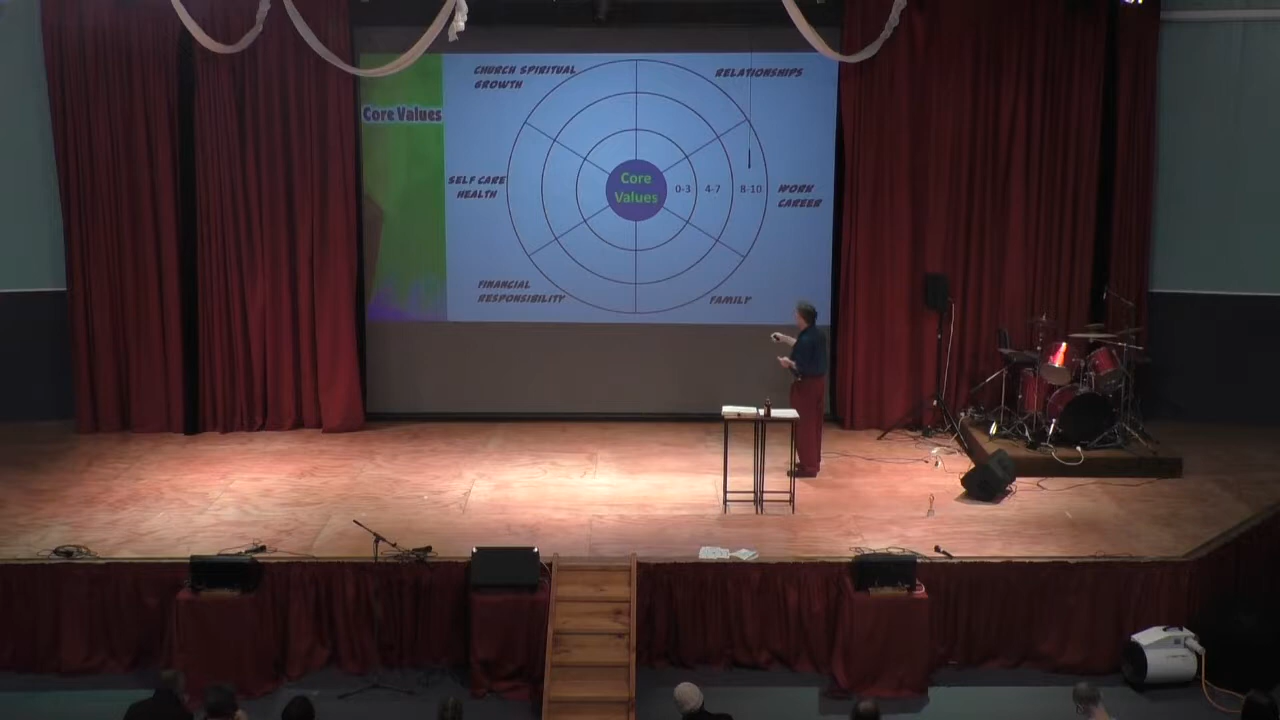 Core Values
CHURCH SPIRITUAL
GROWTH
RELATIONSHIPS
SELF CARE
HEALTH
Core
Values
0-3
4-7
8-10
WORK
CAREER
FINANCIAL
RESPONSIBILITY
FAMILY